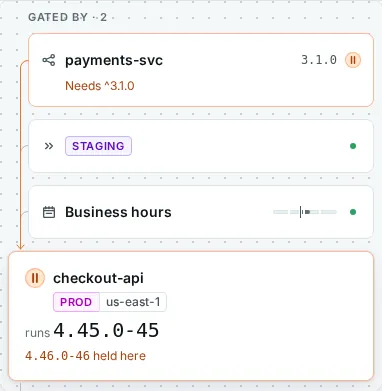 GATED BY · 2
payments-svc 3.1.0
Needs ^3.1.0
STAGING
Business hours
checkout-api
PROD us-east-1
runs 4.45.0-45
4.46.0-46 held here